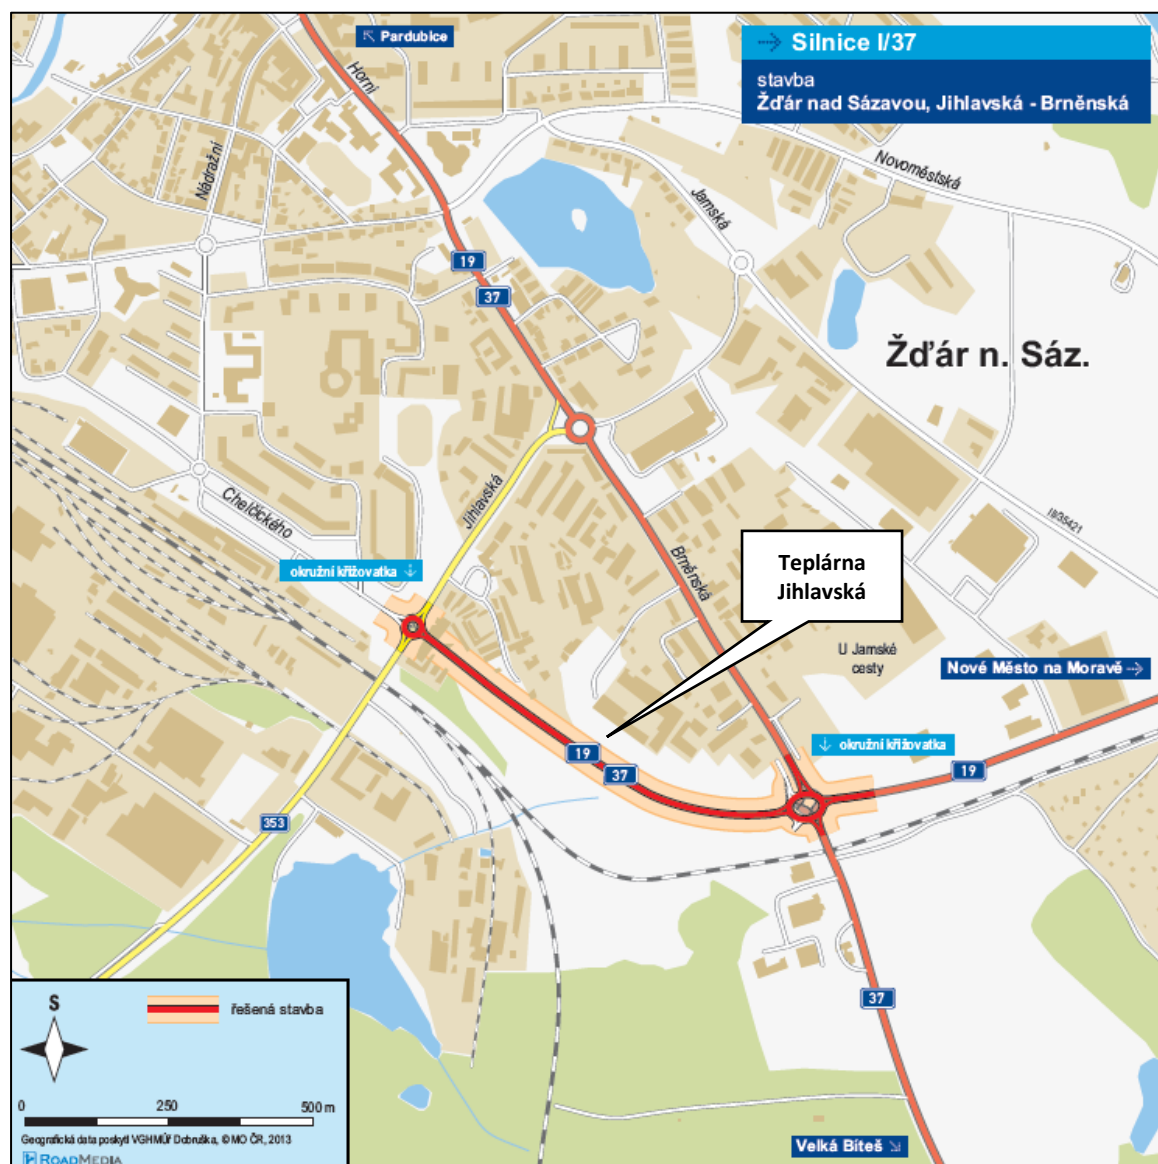 Pardubice
Silnice I/37
stavba
Žďár nad Sázavou, Jihlavská - Brněnská
Horní
Nádražní
Novoměstská
Jamská
19
37
Žďár n. Sáz.
Jihlavská
Chelčického
III/35421
okružní křižovatka
Brněnská
Teplárna
Jihlavská
U Jamské
cesty
Nové Město na Moravě
okružní křižovatka
19
37
19
353
37
S
řešená stavba
0 250 500 m
Geografická data poskytl VGHMÚř Dobruška, © MO ČR, 2013
ROADMEDIA
Velká Bíteš